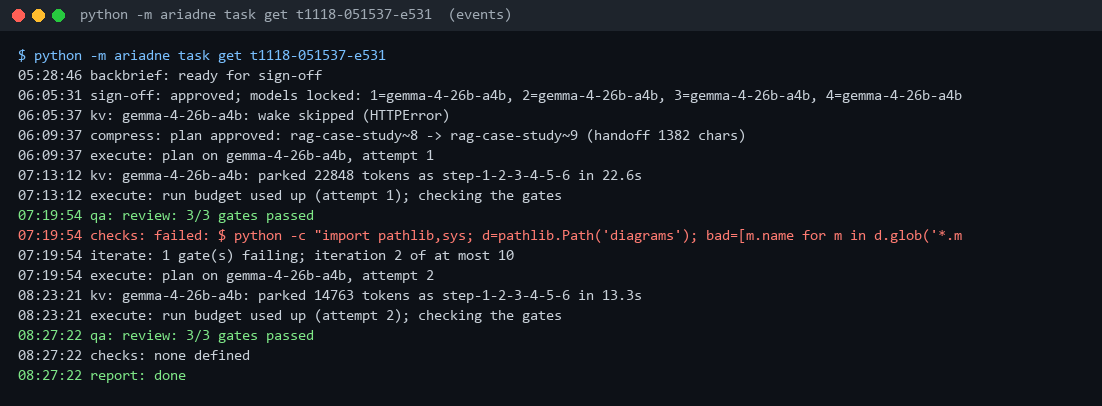 python -m ariadne task get t1118-051537-e531  (events)
$ python -m ariadne task get t1118-051537-e531
05:28:46 backbrief: ready for sign-off
06:05:31 sign-off: approved; models locked: 1=gemma-4-26b-a4b, 2=gemma-4-26b-a4b, 3=gemma-4-26b-a4b, 4=gemma-4-26b-a4b
06:05:37 kv: gemma-4-26b-a4b: wake skipped (HTTPError)
06:09:37 compress: plan approved: rag-case-study~8 -> rag-case-study~9 (handoff 1382 chars)
06:09:37 execute: plan on gemma-4-26b-a4b, attempt 1
07:13:12 kv: gemma-4-26b-a4b: parked 22848 tokens as step-1-2-3-4-5-6 in 22.6s
07:13:12 execute: run budget used up (attempt 1); checking the gates
07:19:54 qa: review: 3/3 gates passed
07:19:54 checks: failed: $ python -c "import pathlib,sys; d=pathlib.Path('diagrams'); bad=[m.name for m in d.glob('*.m
07:19:54 iterate: 1 gate(s) failing; iteration 2 of at most 10
07:19:54 execute: plan on gemma-4-26b-a4b, attempt 2
08:23:21 kv: gemma-4-26b-a4b: parked 14763 tokens as step-1-2-3-4-5-6 in 13.3s
08:23:21 execute: run budget used up (attempt 2); checking the gates
08:27:22 qa: review: 3/3 gates passed
08:27:22 checks: none defined
08:27:22 report: done